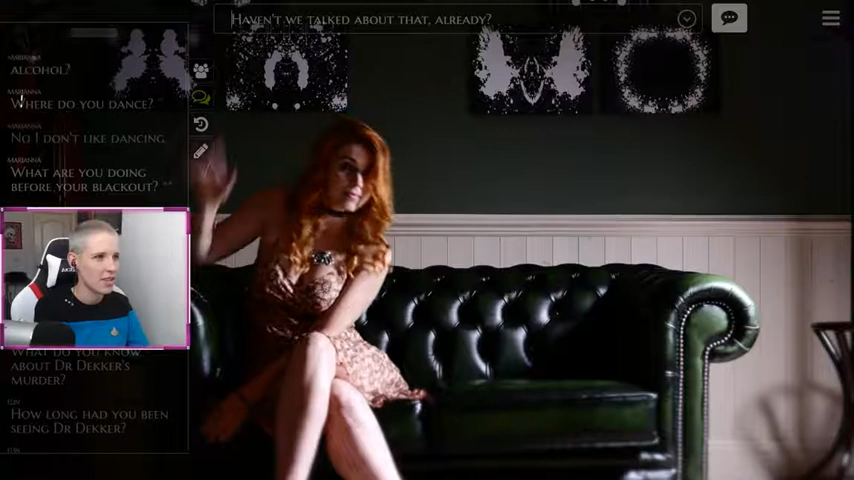 Haven't we talked about that, already?
MARIANNA
ALCOHOL?
MARIANNA
WHERE DO YOU DANCE?
MARIANNA
NO I DON'T LIKE DANCING.
MARIANNA
WHAT ARE YOU DOING
BEFORE YOUR BLACKOUT?
WHAT DO YOU KNOW
ABOUT DR DEKKER'S
MURDER?
ELIN
HOW LONG HAD YOU BEEN
SEEING DR DEKKER?
ELIN